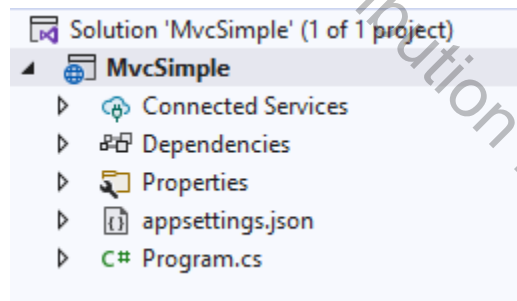 Solution 'MvcSimple' (1 of 1 project)
MvcSimple
Connected Services
Dependencies
Properties
appsettings.json
C# Program.cs